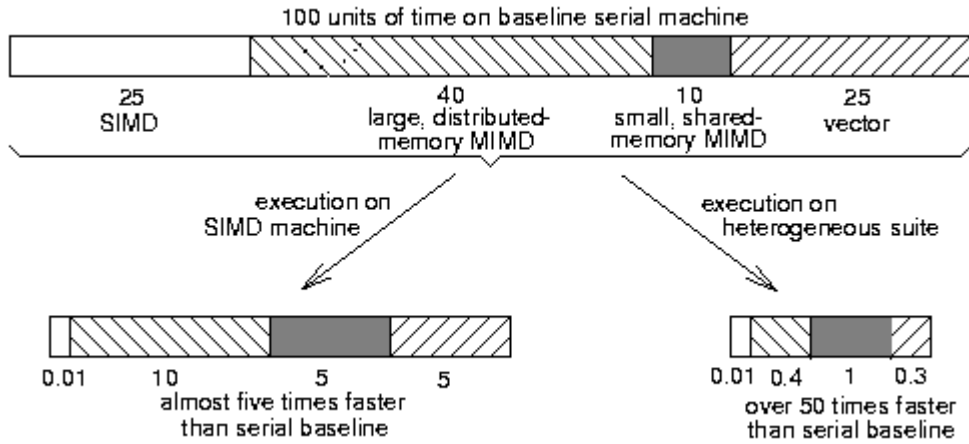 100 units of time on baseline serial machine
25 40 10 25
SIMD large, distributed- small, shared- vector
memory MIMD memory MIMD
execution on
SIMD machine
execution on
heterogeneous suite
0.01 10 5 5
almost five times faster
than serial baseline
0.01 0.4 1 0.3
over 50 times faster
than serial baseline